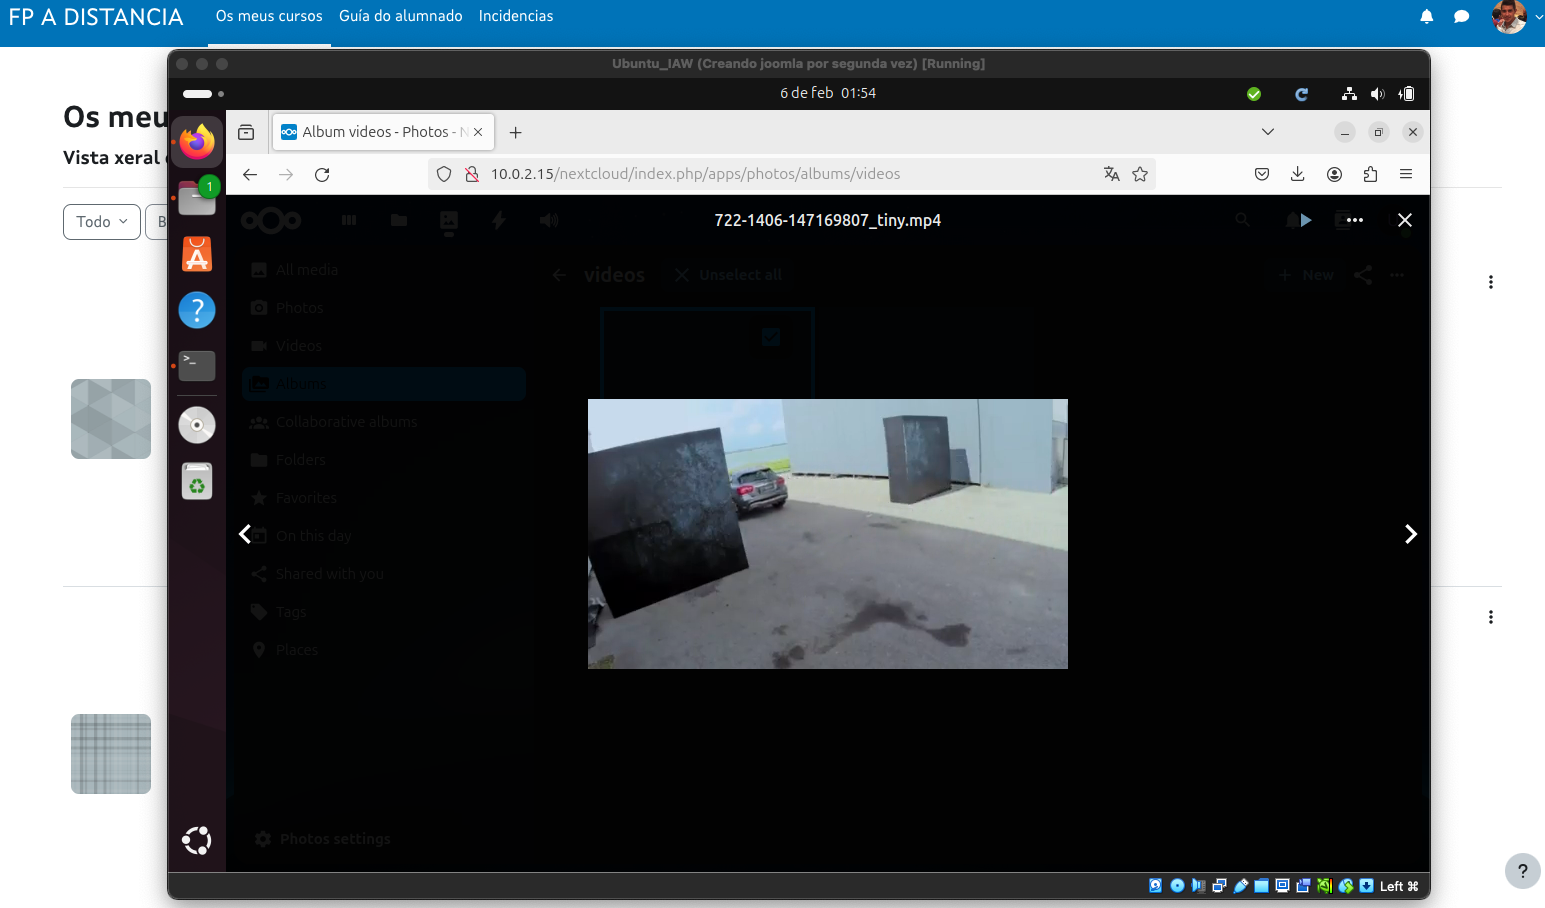 FP A DISTANCIA
Os meus cursos
Guía do alumnado
Incidencias
Ubuntu_IAW (Creando joomla por segunda vez) [Running]
6 de feb 01:54
Os meu
Vista xeral
Todo
B
1
Album videos - Photos - N
10.0.2.15/nextcloud/index.php/apps/photos/albums/videos
722-1406-147169807_tiny.mp4
All media
videos
Unselect all
New
Photos
Videos
Albums
Collaborative albums
Folders
Favorites
On this day
Shared with you
Tags
Places
Photos settings
Left ⌘
?